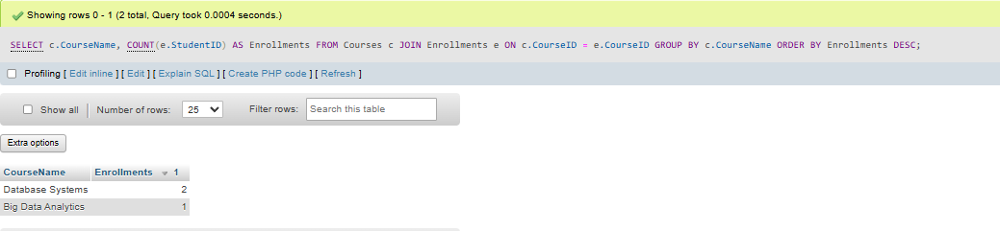 Showing rows 0 - 1 (2 total, Query took 0.0004 seconds.)
SELECT c.CourseName, COUNT(e.StudentID) AS Enrollments FROM Courses c JOIN Enrollments e ON c.CourseID = e.CourseID GROUP BY c.CourseName ORDER BY Enrollments DESC;
Profiling [ Edit inline ] [ Edit ] [ Explain SQL ] [ Create PHP code ] [ Refresh ]
Show all Number of rows: 25 Filter rows: Search this table
Extra options
CourseName Enrollments 1
Database Systems 2
Big Data Analytics 1